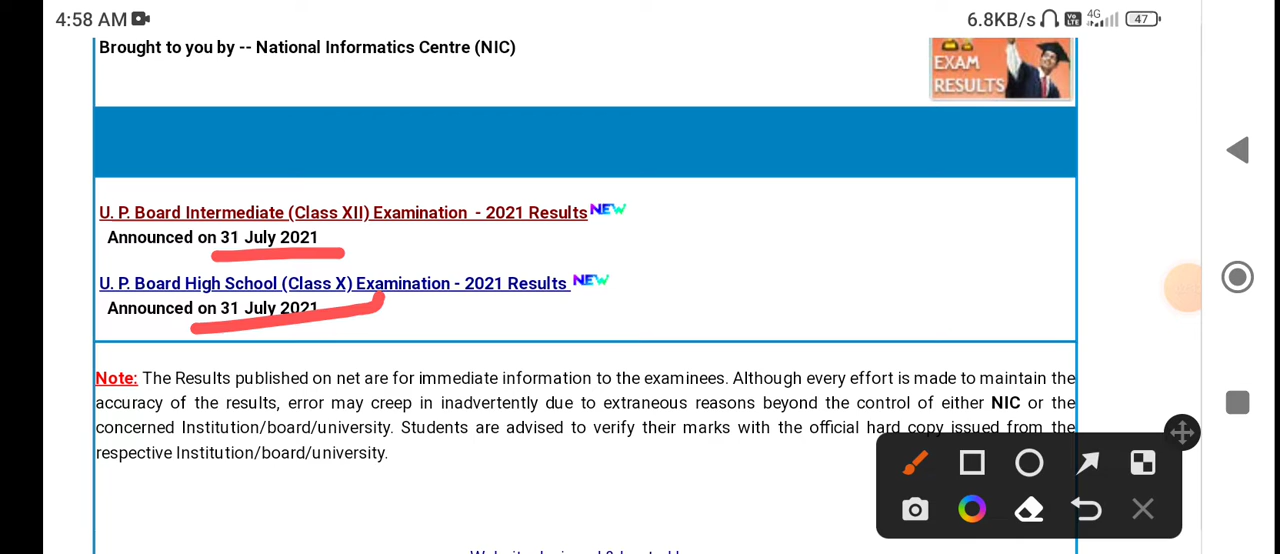 4:58 AM
6.8KB/s Vo LTE 4G 47
Brought to you by -- National Informatics Centre (NIC)
EXAM
RESULTS
U. P. Board Intermediate (Class XII) Examination - 2021 Results NEW
Announced on 31 July 2021
U. P. Board High School (Class X) Examination - 2021 Results NEW
Announced on 31 July 2021
Note: The Results published on net are for immediate information to the examinees. Although every effort is made to maintain the
accuracy of the results, error may creep in inadvertently due to extraneous reasons beyond the control of either NIC or the
concerned Institution/board/university. Students are advised to verify their marks with the official hard copy issued from the
respective Institution/board/university.